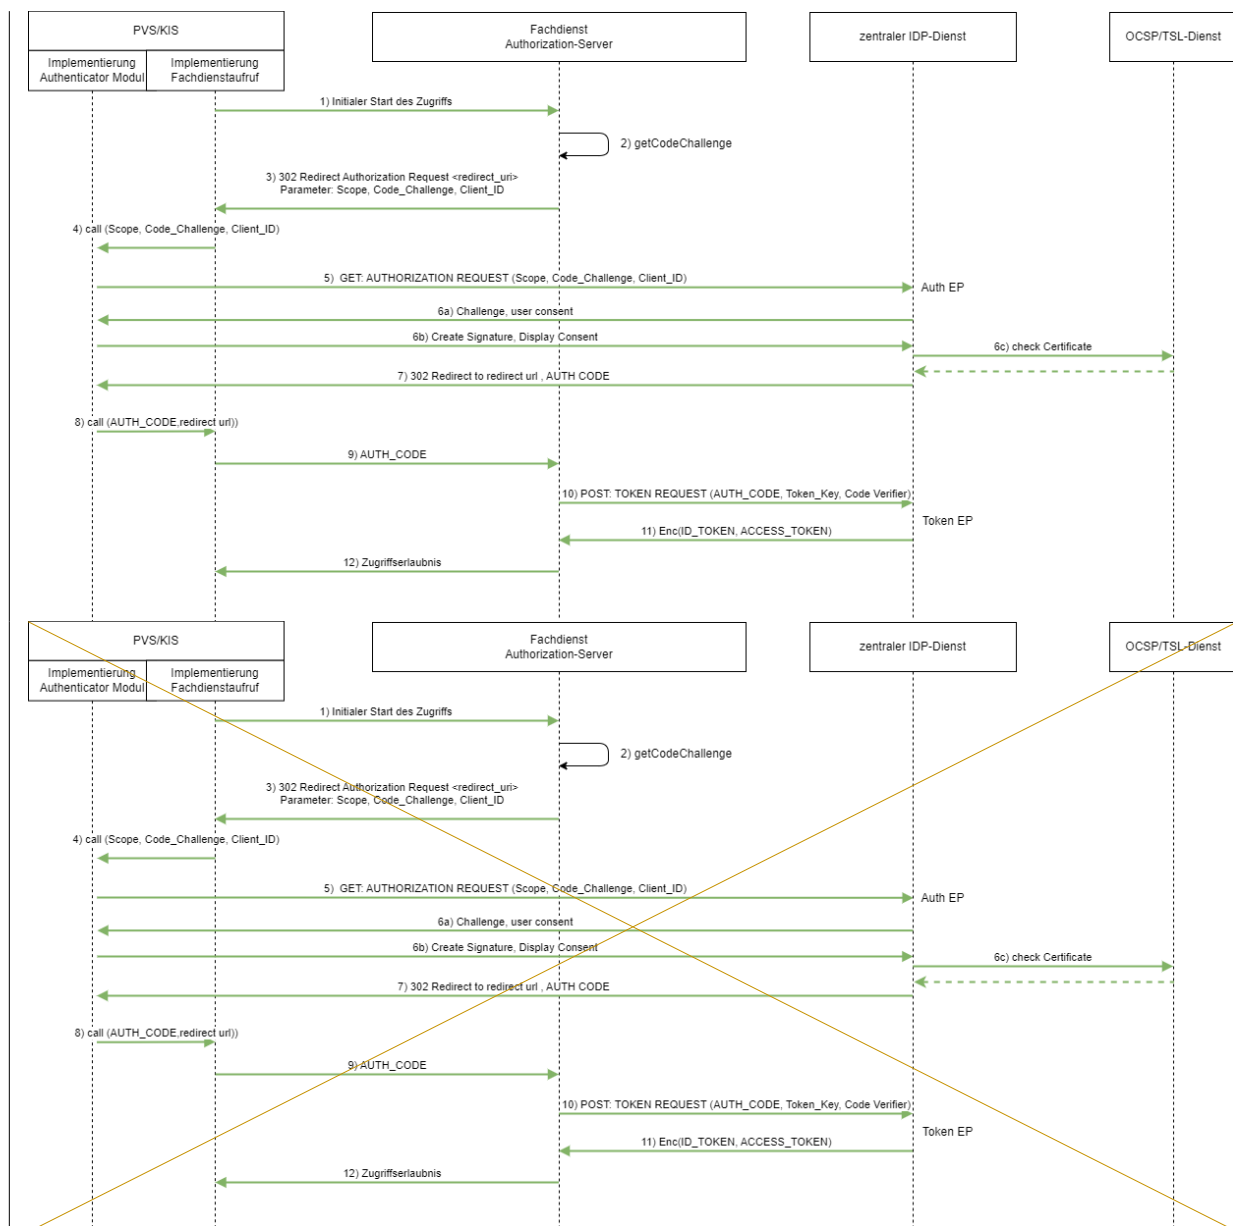 PVS/KIS
Implementierung
Authenticator Modul
Implementierung
Fachdienstaufruf
Fachdienst
Authorization-Server
zentraler IDP-Dienst
OCSP/TSL-Dienst
1) Initialer Start des Zugriffs
2) getCodeChallenge
3) 302 Redirect Authorization Request <redirect_uri>
Parameter: Scope, Code_Challenge, Client_ID
4) call (Scope, Code_Challenge, Client_ID)
5) GET: AUTHORIZATION REQUEST (Scope, Code_Challenge, Client_ID)
Auth EP
6a) Challenge, user consent
6b) Create Signature, Display Consent
6c) check Certificate
7) 302 Redirect to redirect url , AUTH CODE
8) call (AUTH_CODE,redirect url))
9) AUTH_CODE
10) POST: TOKEN REQUEST (AUTH_CODE, Token_Key, Code Verifier)
Token EP
11) Enc(ID_TOKEN, ACCESS_TOKEN)
12) Zugriffserlaubnis
PVS/KIS
Implementierung
Authenticator Modul
Implementierung
Fachdienstaufruf
Fachdienst
Authorization-Server
zentraler IDP-Dienst
OCSP/TSL-Dienst
1) Initialer Start des Zugriffs
2) getCodeChallenge
3) 302 Redirect Authorization Request <redirect_uri>
Parameter: Scope, Code_Challenge, Client_ID
4) call (Scope, Code_Challenge, Client_ID)
5) GET: AUTHORIZATION REQUEST (Scope, Code_Challenge, Client_ID)
Auth EP
6a) Challenge, user consent
6b) Create Signature, Display Consent
6c) check Certificate
7) 302 Redirect to redirect url , AUTH CODE
8) call (AUTH_CODE,redirect url))
9) AUTH_CODE
10) POST: TOKEN REQUEST (AUTH_CODE, Token_Key, Code Verifier)
Token EP
11) Enc(ID_TOKEN, ACCESS_TOKEN)
12) Zugriffserlaubnis